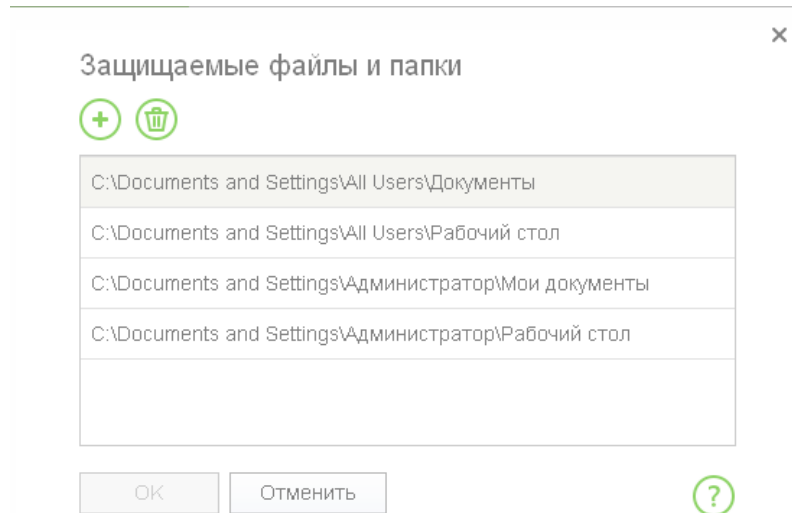 Защищаемые файлы и папки
C:\Documents and Settings\All Users\Документы
C:\Documents and Settings\All Users\Рабочий стол
C:\Documents and Settings\Администратор\Мои документы
C:\Documents and Settings\Администратор\Рабочий стол
OK Отменить ?